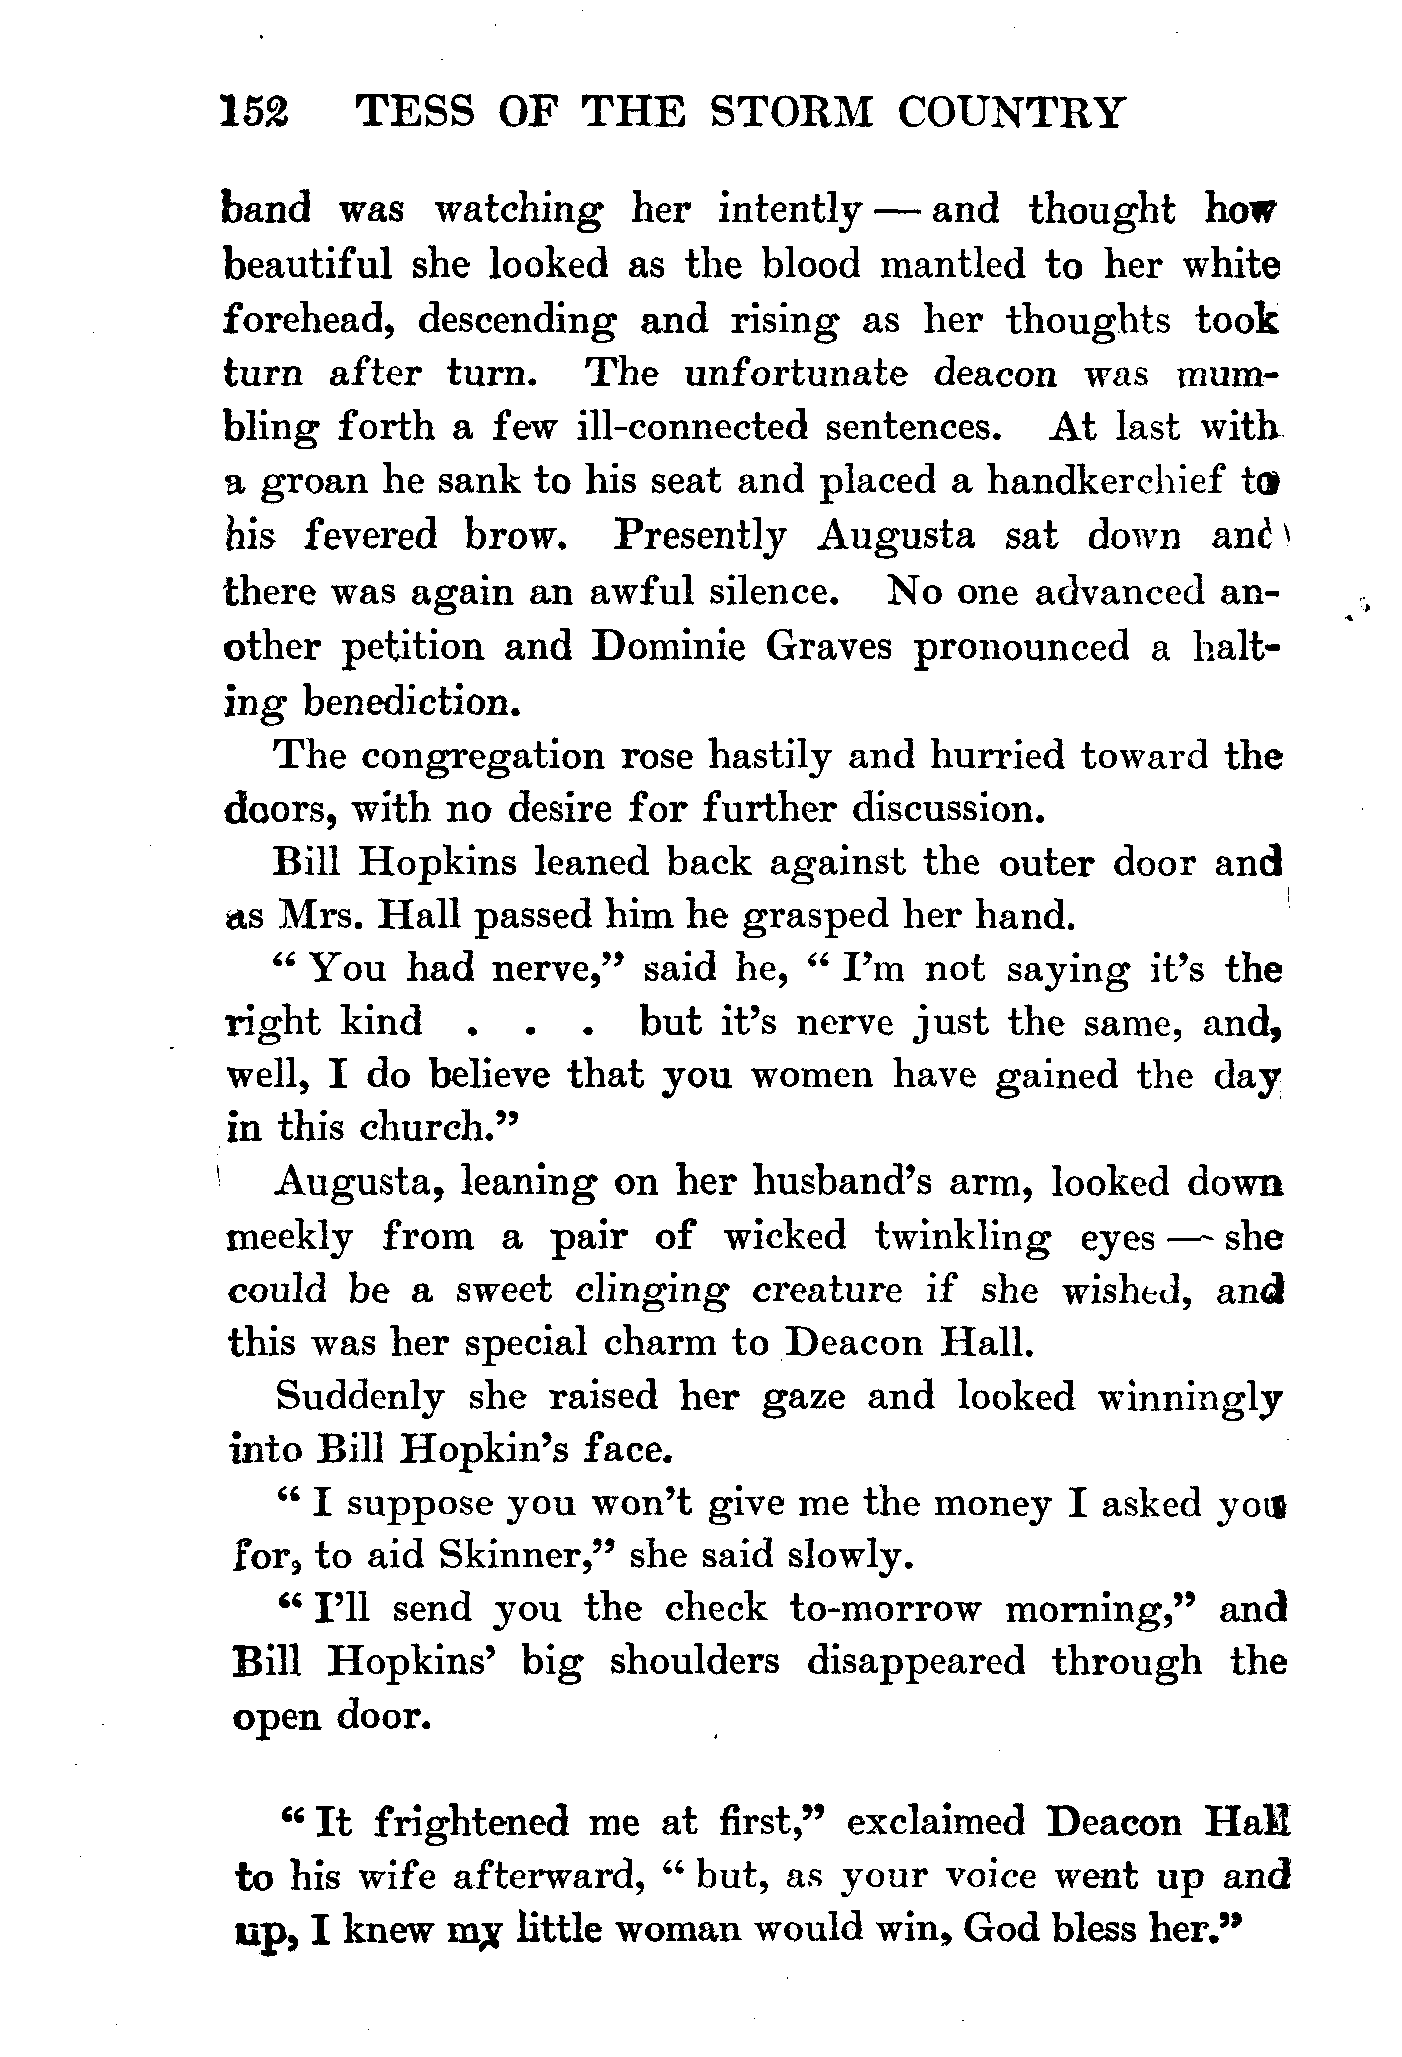 152 TESS OF THE STORM COUNTRY
band was watching her intently — and thought how
beautiful she looked as the blood mantled to her white
forehead, descending and rising as her thoughts took
turn after turn. The unfortunate deacon was mum-
bling forth a few ill-connected sentences. At last with
a groan he sank to his seat and placed a handkerchief to
his fevered brow. Presently Augusta sat down and
there was again an awful silence. No one advanced an-
other petition and Dominie Graves pronounced a halt-
ing benediction.
The congregation rose hastily and hurried toward the
doors, with no desire for further discussion.
Bill Hopkins leaned back against the outer door and
as Mrs. Hall passed him he grasped her hand.
“ You had nerve,” said he, “ I’m not saying it’s the
right kind . . . but it’s nerve just the same, and,
well, I do believe that you women have gained the day
in this church.”
Augusta, leaning on her husband’s arm, looked down
meekly from a pair of wicked twinkling eyes — she
could be a sweet clinging creature if she wished, and
this was her special charm to Deacon Hall.
Suddenly she raised her gaze and looked winningly
into Bill Hopkin’s face.
“ I suppose you won’t give me the money I asked you
for, to aid Skinner,” she said slowly.
“ I’ll send you the check to-morrow morning,” and
Bill Hopkins’ big shoulders disappeared through the
open door.
“ It frightened me at first,” exclaimed Deacon Hall
to his wife afterward, “ but, as your voice went up and
up, I knew my little woman would win, God bless her.”